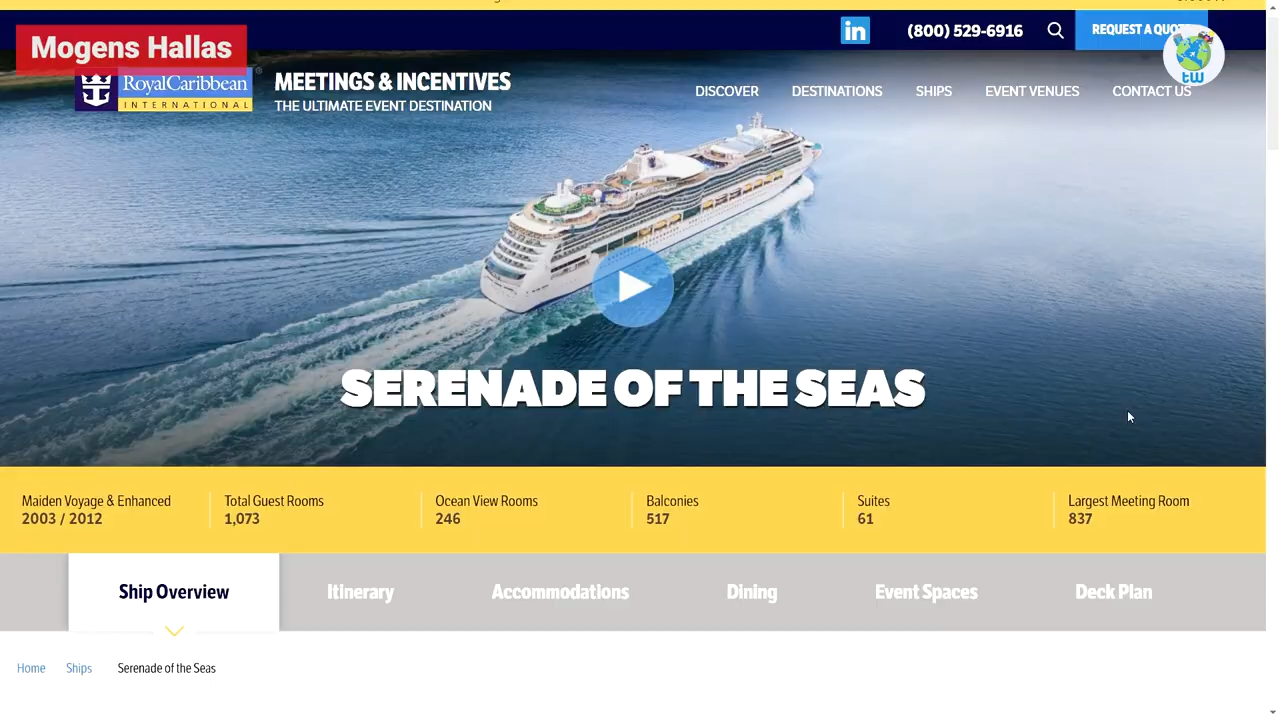 (800) 529-6916
REQUEST A QUOT
Mogens Hallas
tw
RoyalCaribbean
INTERNATIONAL
MEETINGS & INCENTIVES
THE ULTIMATE EVENT DESTINATION
DISCOVER
DESTINATIONS
SHIPS
EVENT VENUES
CONTACT US
SERENADE OF THE SEAS
Maiden Voyage & Enhanced
2003 / 2012
Total Guest Rooms
1,073
Ocean View Rooms
246
Balconies
517
Suites
61
Largest Meeting Room
837
Ship Overview
Itinerary
Accommodations
Dining
Event Spaces
Deck Plan
Home
Ships
Serenade of the Seas